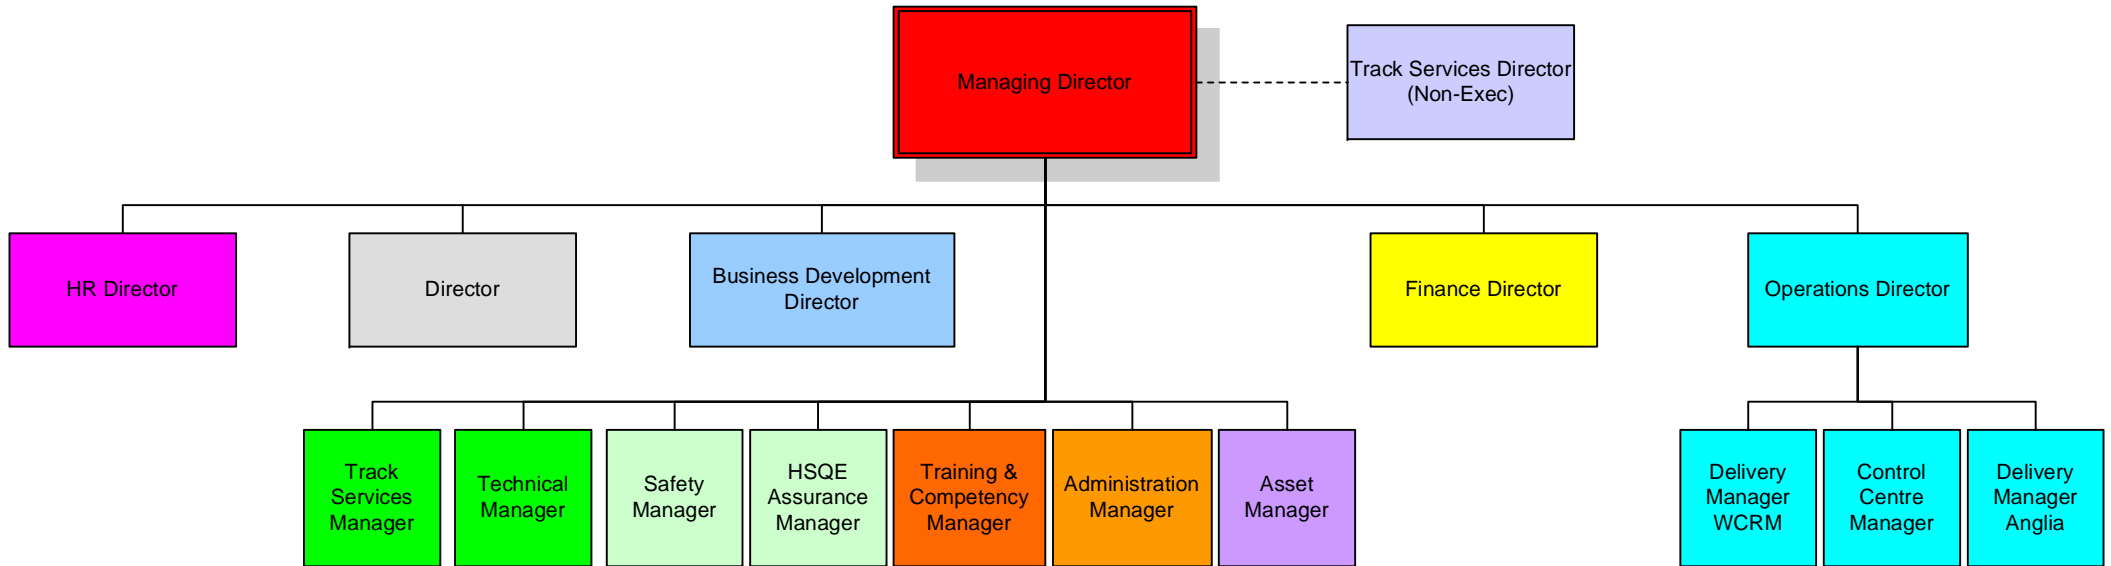 Managing Director
Track Services Director
(Non-Exec)
HR Director
Director
Business Development
Director
Finance Director
Operations Director
Track
Services
Manager
Technical
Manager
Safety
Manager
HSQE
Assurance
Manager
Training &
Competency
Manager
Administration
Manager
Asset
Manager
Delivery
Manager
WCRM
Control
Centre
Manager
Delivery
Manager
Anglia